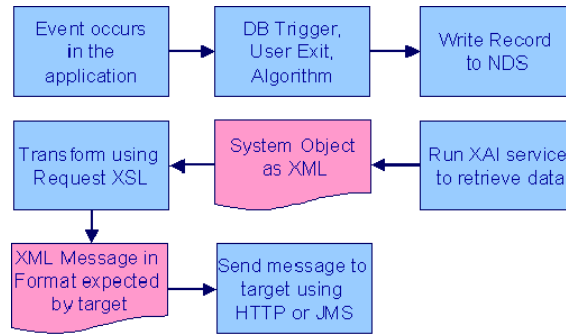 Event occurs
in the
application
DB Trigger,
User Exit,
Algorithm
Write Record
to NDS
Transform using
Request XSL
System Object
as XML
Run XAI service
to retrieve data
XML Message in
Format expected
by target
Send message to
target using
HTTP or JMS